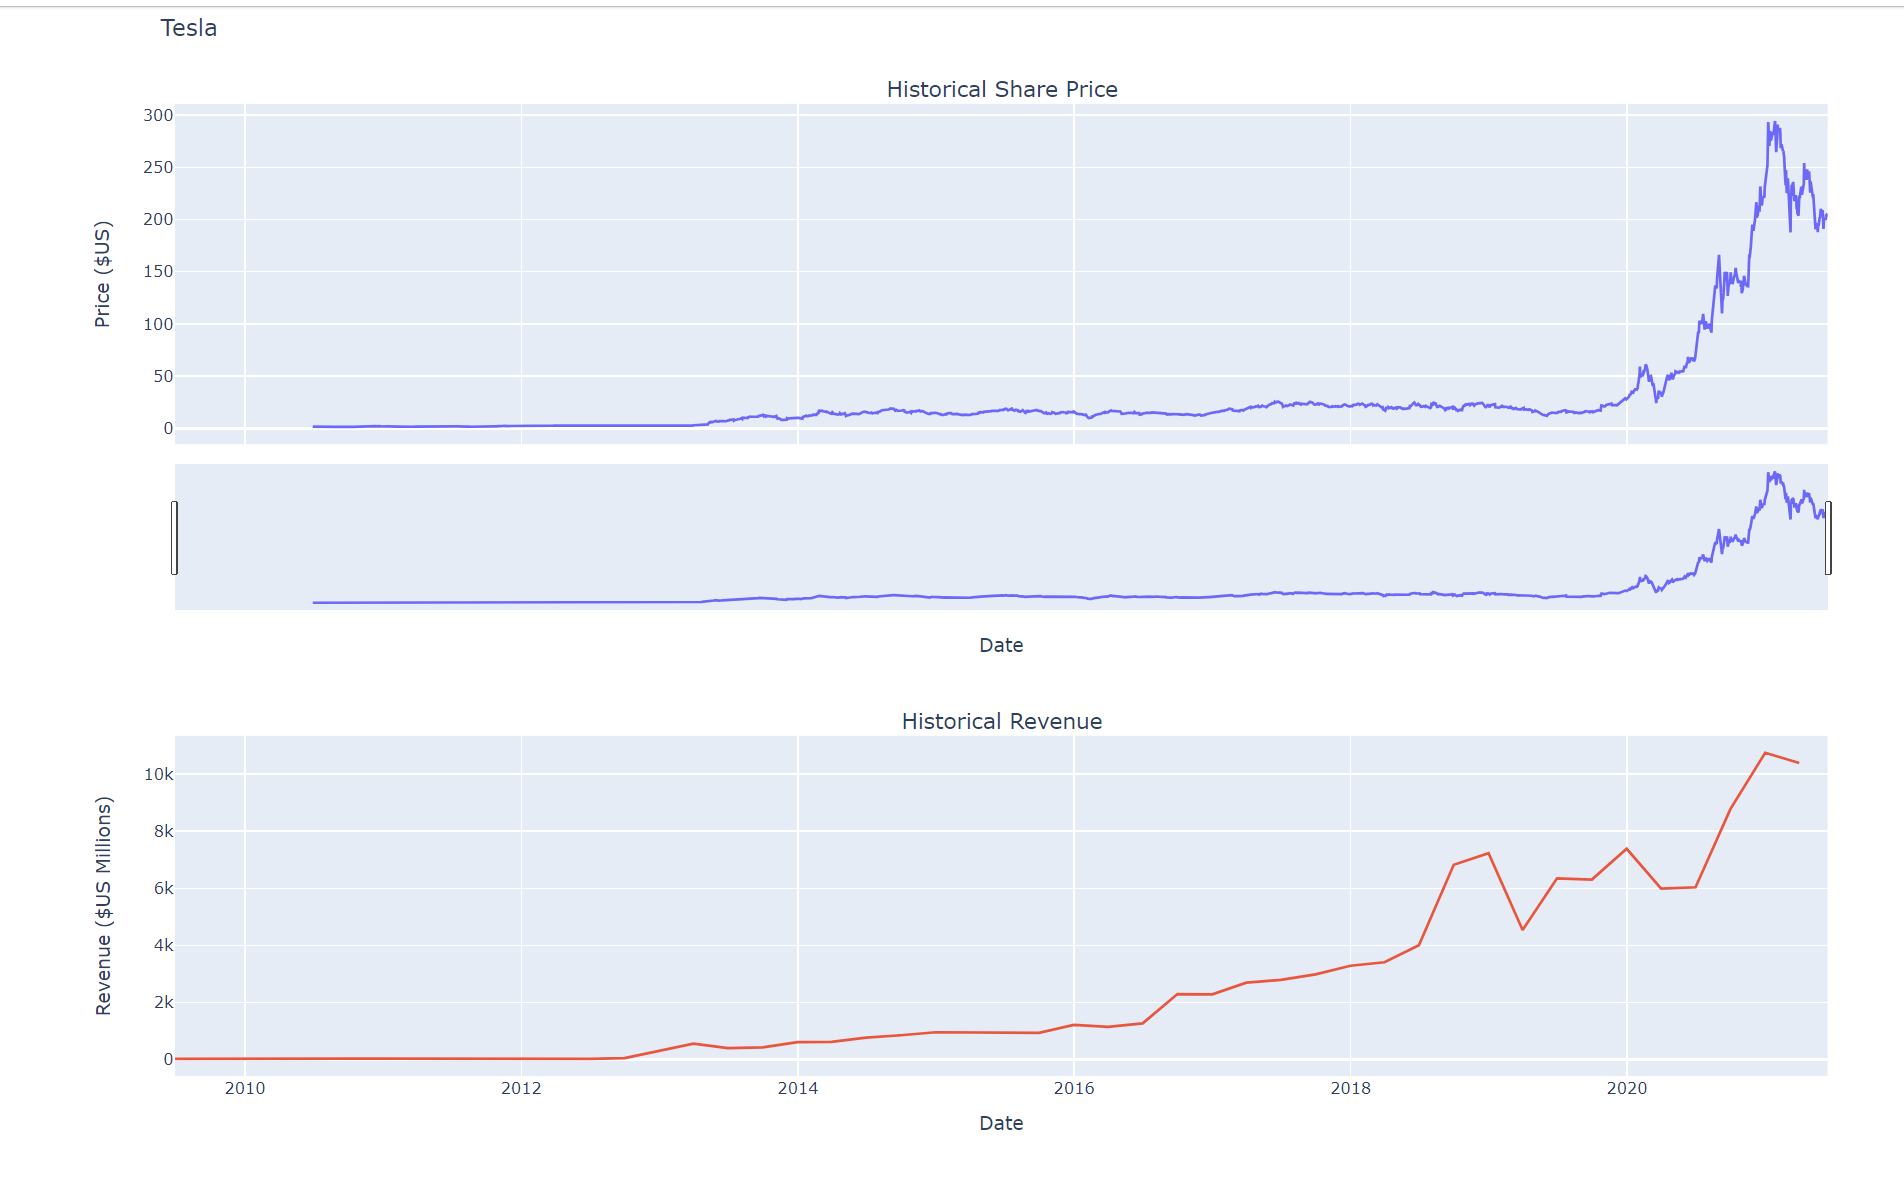 Tesla
Historical Share Price
300
250
200
150
100
50
0
Price ($US)
Date
Historical Revenue
10k
8k
6k
4k
2k
0
Revenue ($US Millions)
2010 2012 2014 2016 2018 2020
Date